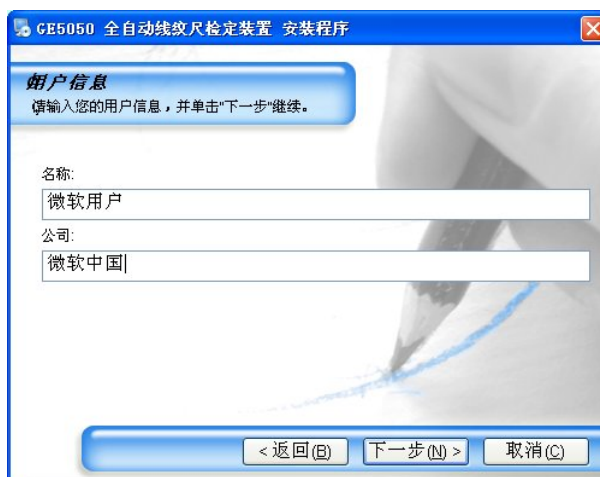 GE5050 全自动线纹尺检定装置 安装程序
用户信息
请输入您的用户信息，并单击"下一步"继续。
名称:
微软用户
公司:
微软中国
<返回(B) 下一步(N)> 取消(C)